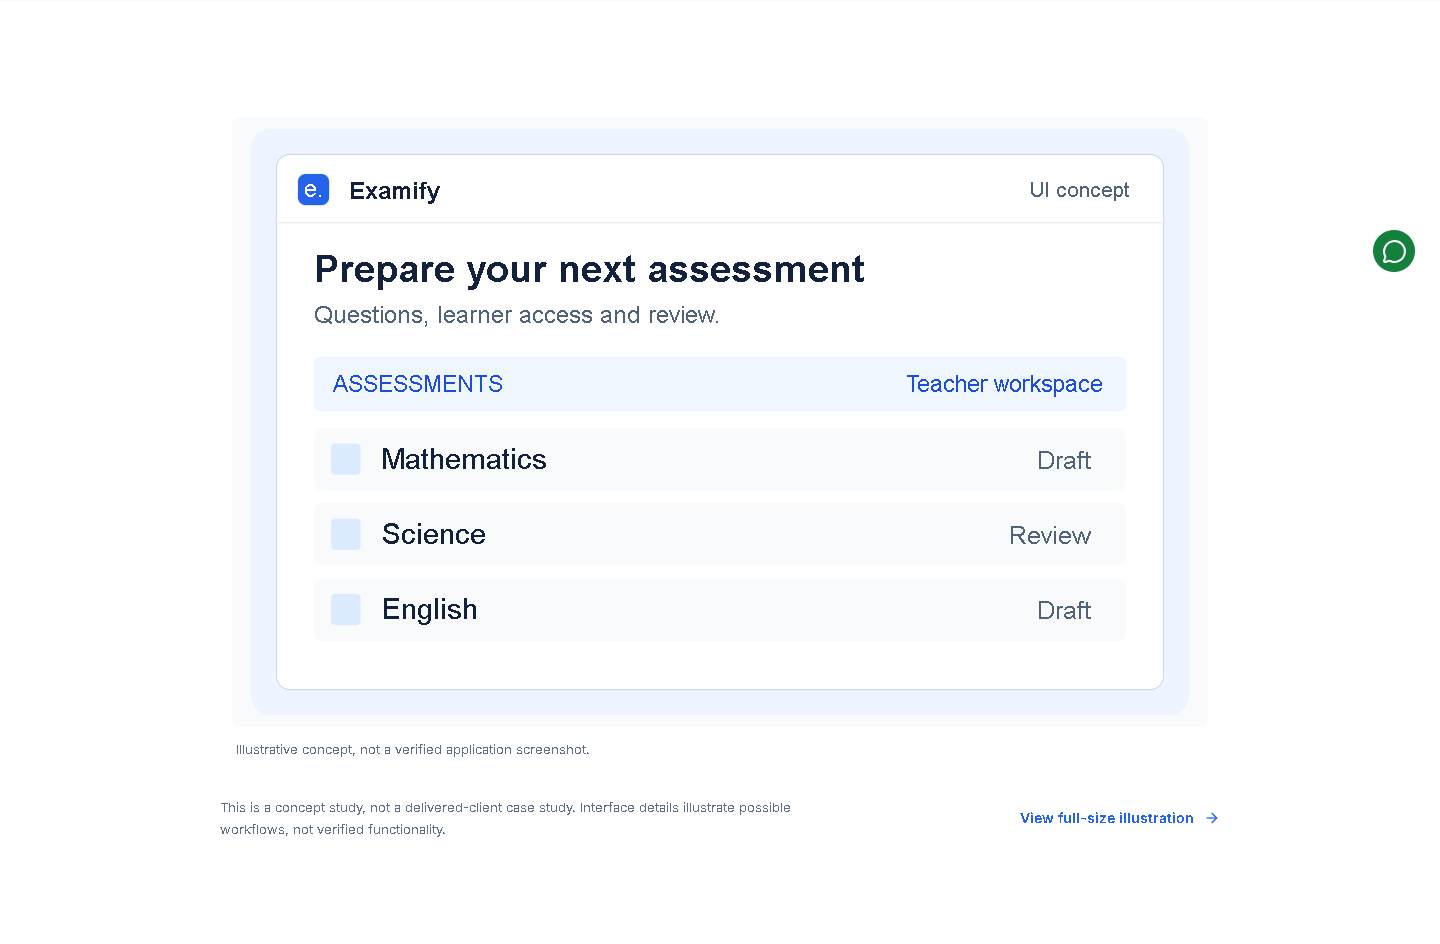 e. Examify
UI concept
Prepare your next assessment
Questions, learner access and review.
ASSESSMENTS
Teacher workspace
Mathematics
Draft
Science
Review
English
Draft
Illustrative concept, not a verified application screenshot.
This is a concept study, not a delivered-client case study. Interface details illustrate possible
workflows, not verified functionality.
View full-size illustration →